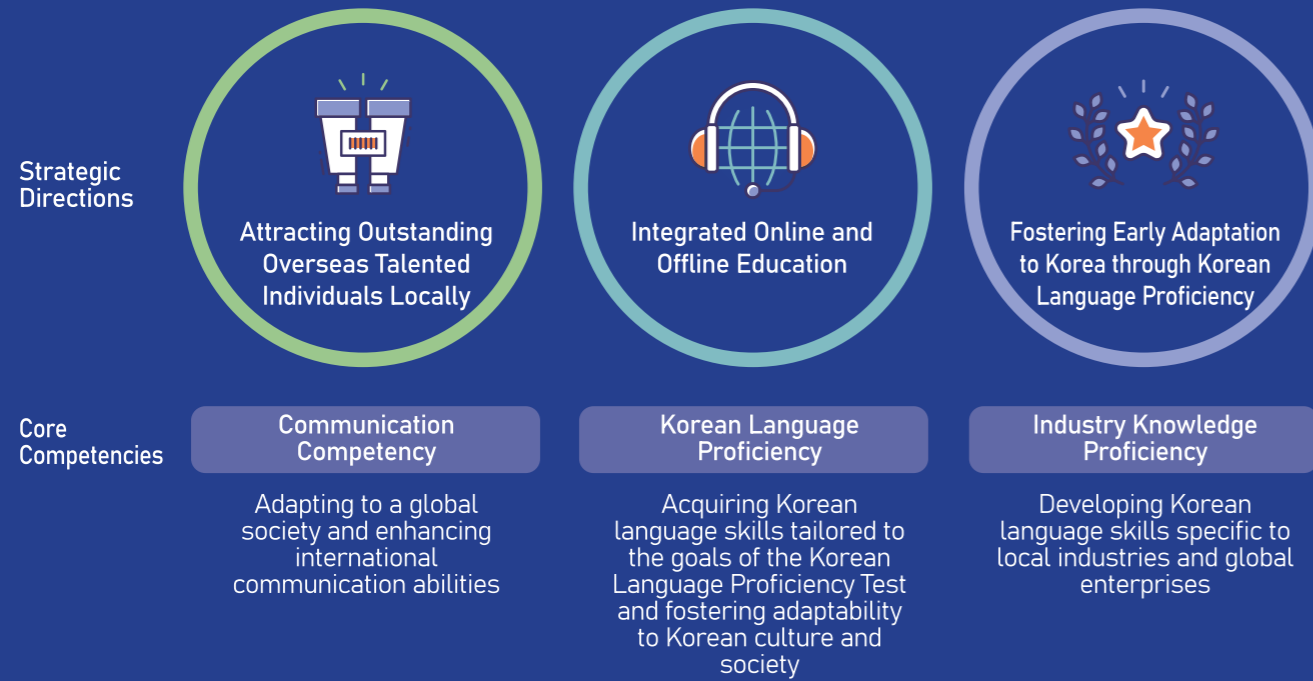 Strategic
Directions
Attracting Outstanding
Overseas Talented
Individuals Locally
Integrated Online and
Offline Education
Fostering Early Adaptation
to Korea through Korean
Language Proficiency
Core
Competencies
Communication
Competency
Korean Language
Proficiency
Industry Knowledge
Proficiency
Adapting to a global
society and enhancing
international
communication abilities
Acquiring Korean
language skills tailored to
the goals of the Korean
Language Proficiency Test
and fostering adaptability
to Korean culture and
society
Developing Korean
language skills specific to
local industries and global
enterprises